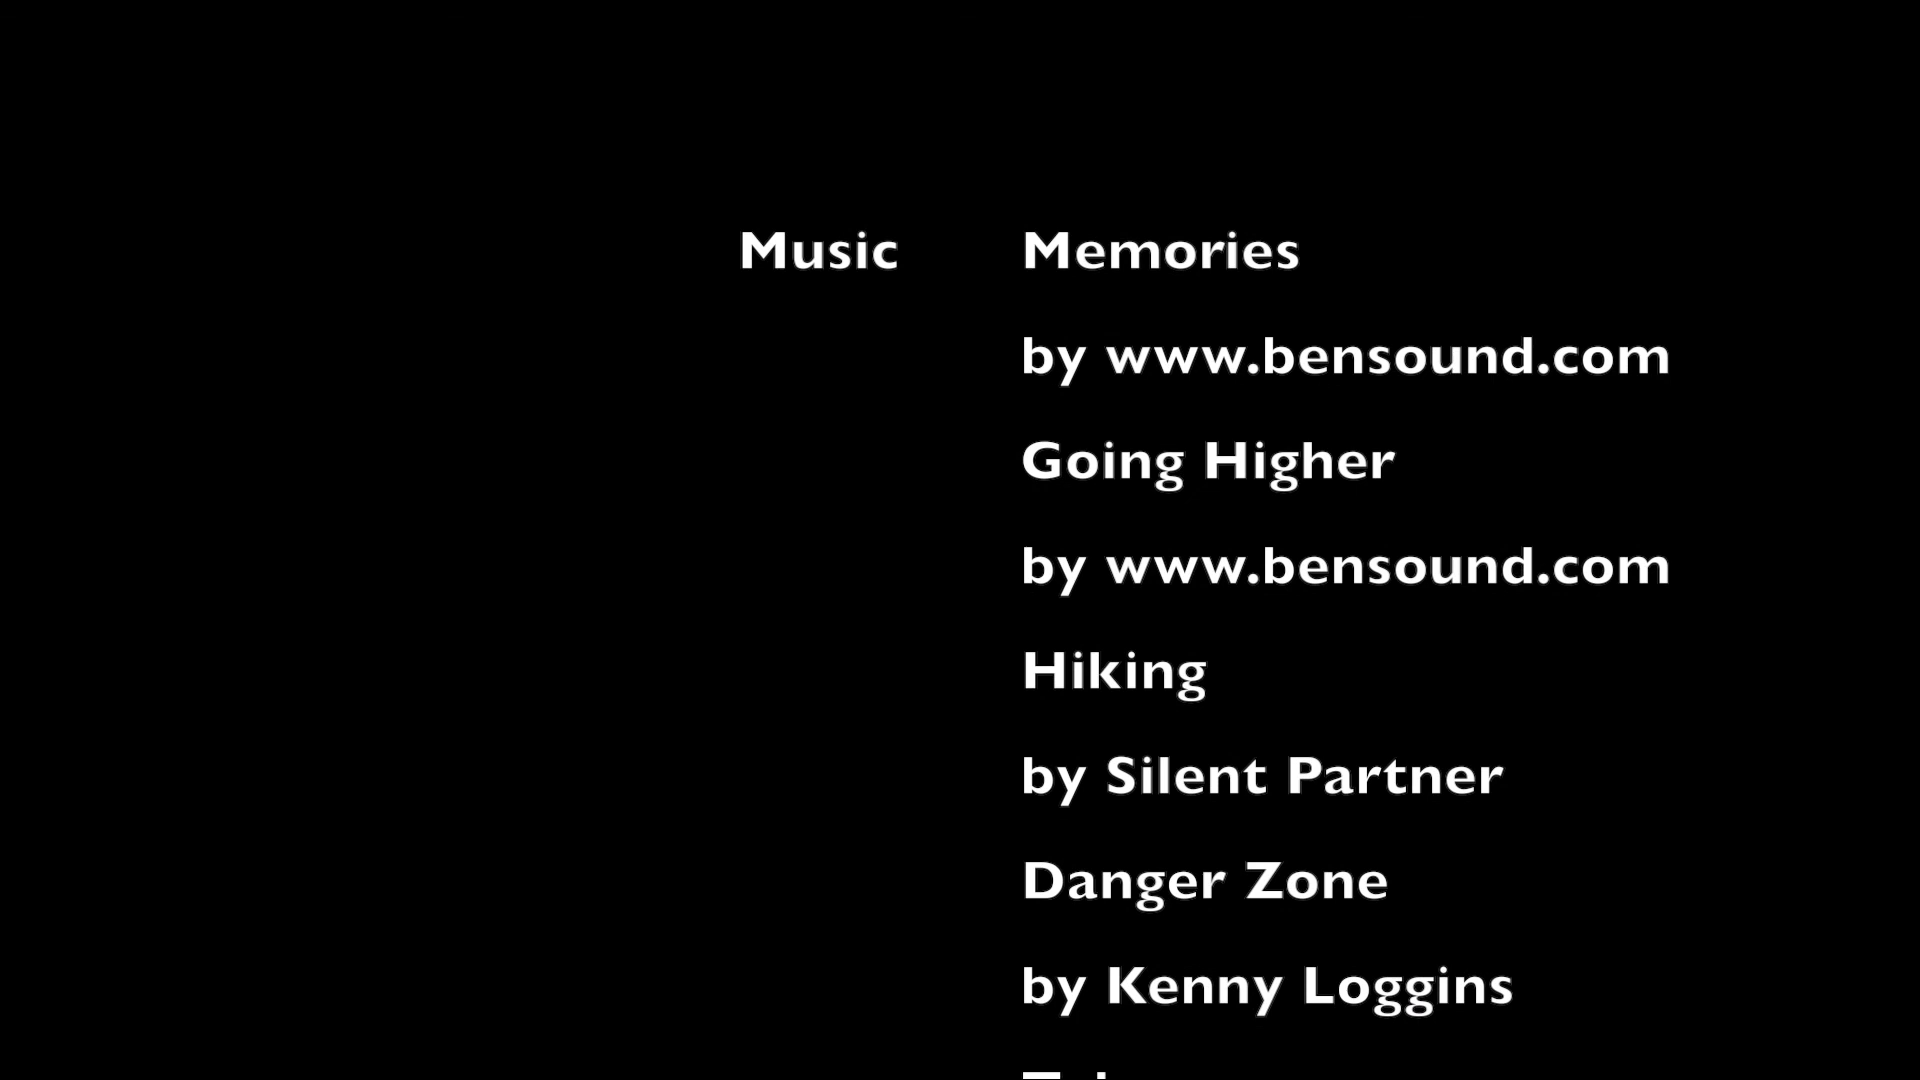 Music Memories
by www.bensound.com
Going Higher
by www.bensound.com
Hiking
by Silent Partner
Danger Zone
by Kenny Loggins